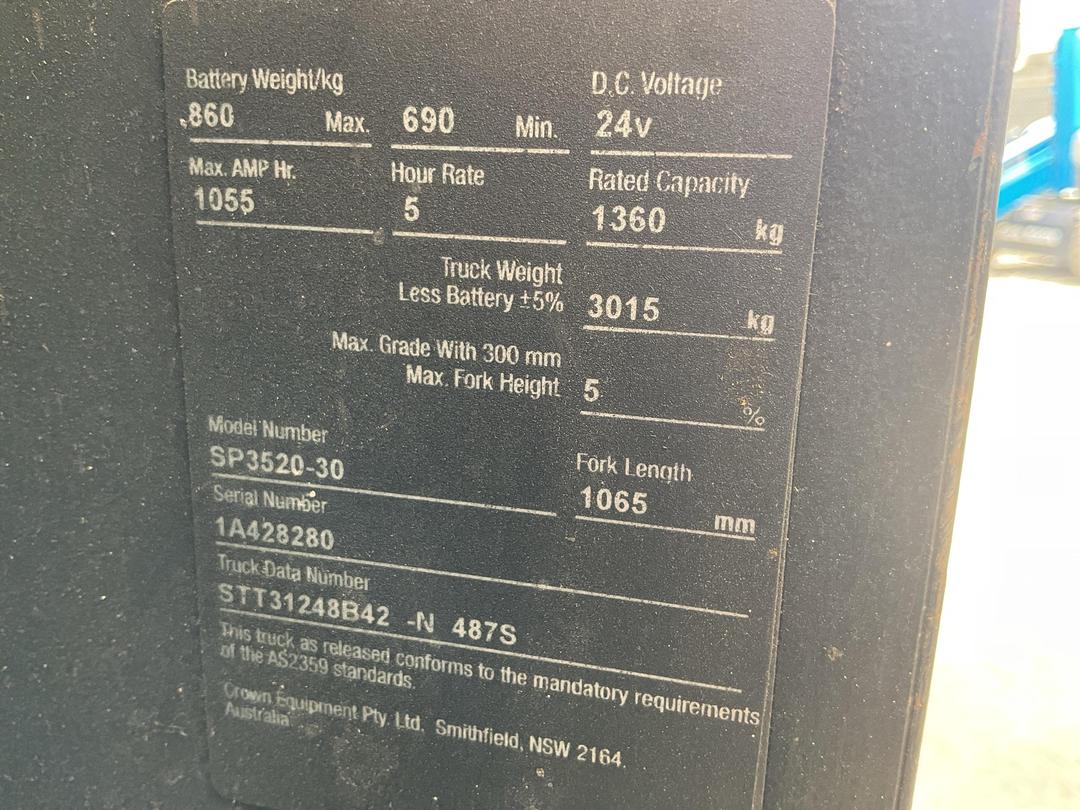 Battery Weight/kg
860 Max. 690 Min.
D.C. Voltage
24v
Max. AMP Hr.
1055
Hour Rate
5
Rated Capacity
1360 kg
Truck Weight
Less Battery ±5% 3015 kg
Max. Grade With 300 mm
Max. Fork Height 5 %
Model Number
SP3520-30
Fork Length
1065 mm
Serial Number
1A428280
Truck Data Number
STT31248B42 -N 487S
This truck as released conforms to the mandatory requirements
of the AS2359 standards.
Crown Equipment Pty. Ltd, Smithfield, NSW 2164.
Australia